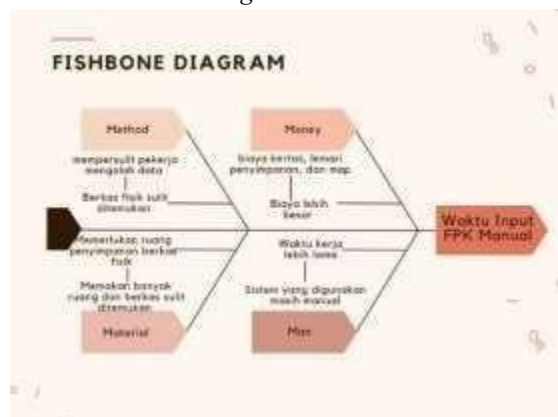 FISHBONE DIAGRAM
Method
mempersulit pekerja
mengolah data
Berkas fisik sulit
ditemukan
Money
biaya kertas, lemari
penyimpanan, dan map
Biaya lebih
besar
Waktu Input
FPK Manual
Memerlukan ruang
penyimpanan berkas
fisik
Memakan banyak
ruang dan berkas sulit
ditemukan
Material
Waktu kerja
lebih lama
Sistem yang digunakan
masih manual
Man